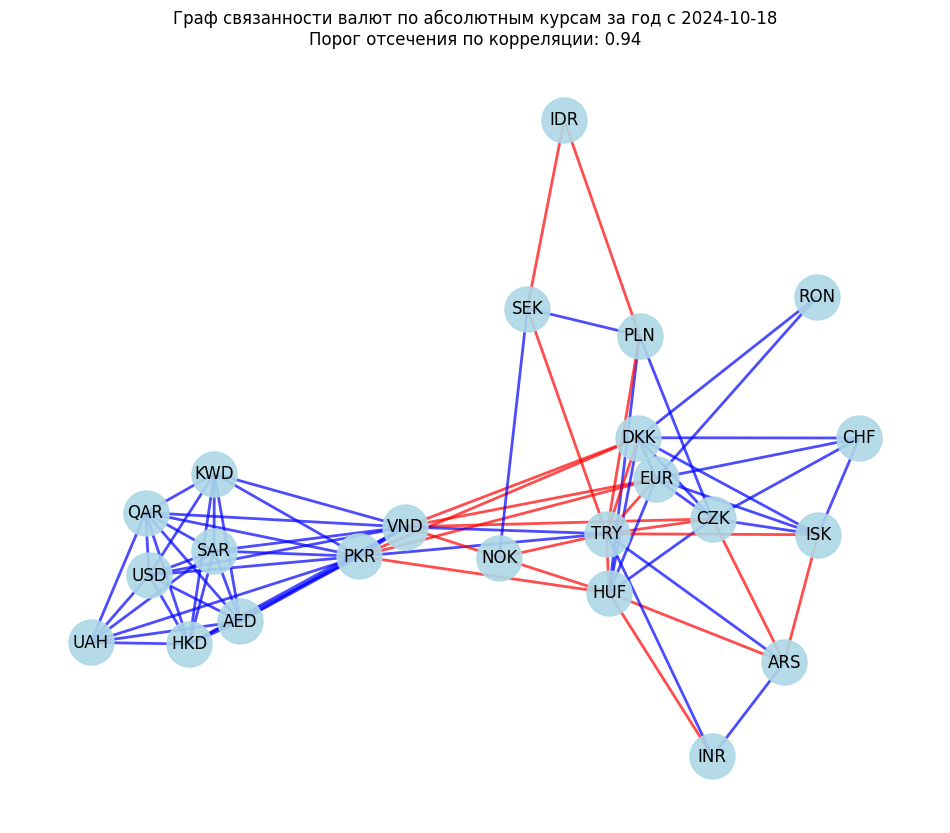 Граф связанности валют по абсолютным курсам за год с 2024-10-18
Порог отсечения по корреляции: 0.94
IDR
RON
SEK
PLN
DKK
CHF
KWD
EUR
QAR
CZK
VND
TRY
ISK
SAR
PKR
NOK
USD
HUF
AED
UAH
HKD
ARS
INR